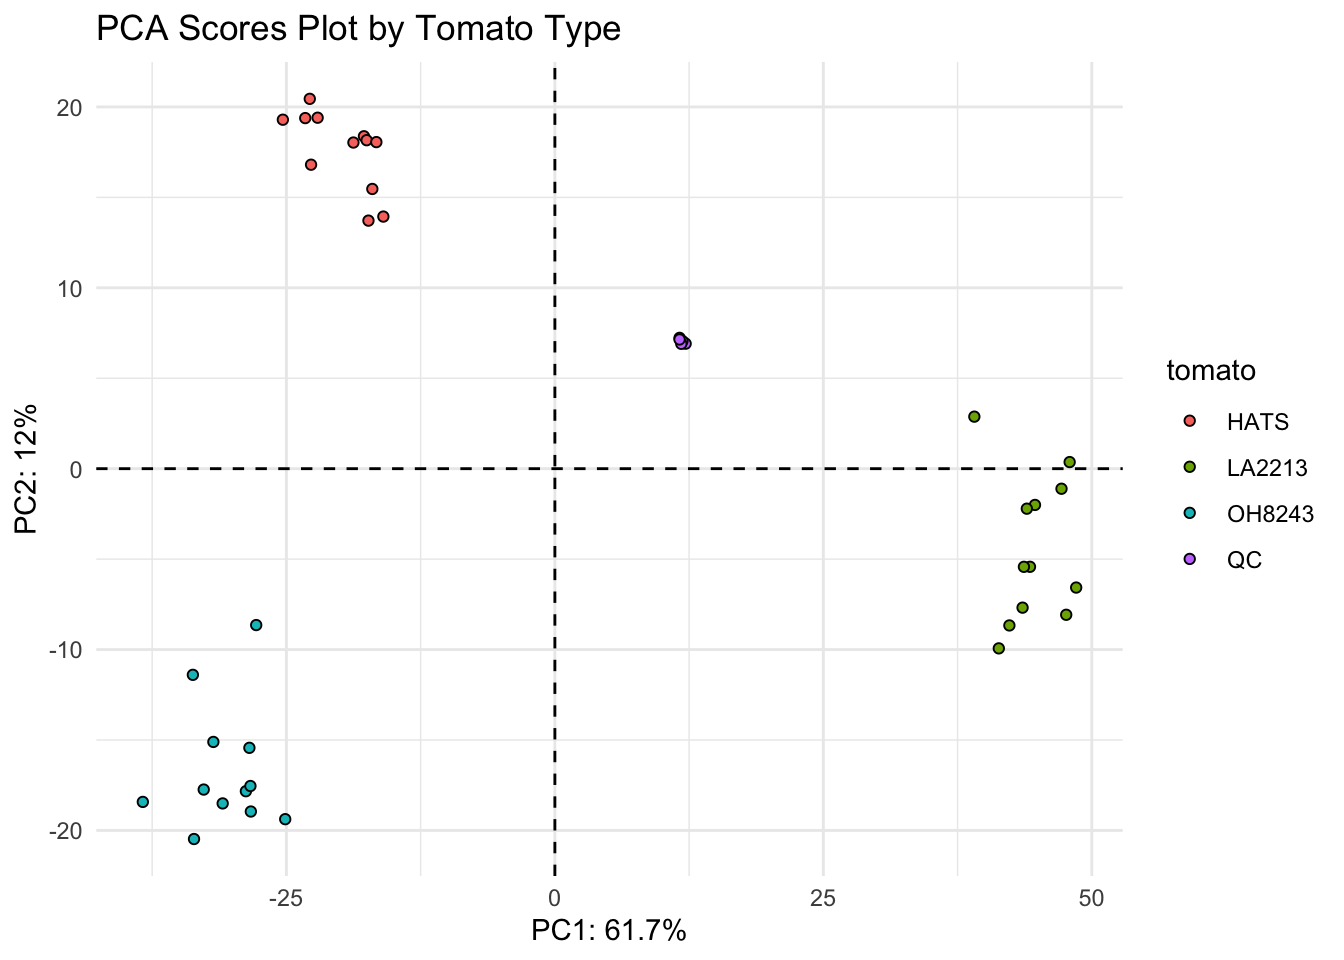 PCA Scores Plot by Tomato Type
20
10
0
-10
-20
PC2: 12%
-25
0
25
50
PC1: 61.7%
tomato
HATS
LA2213
OH8243
QC